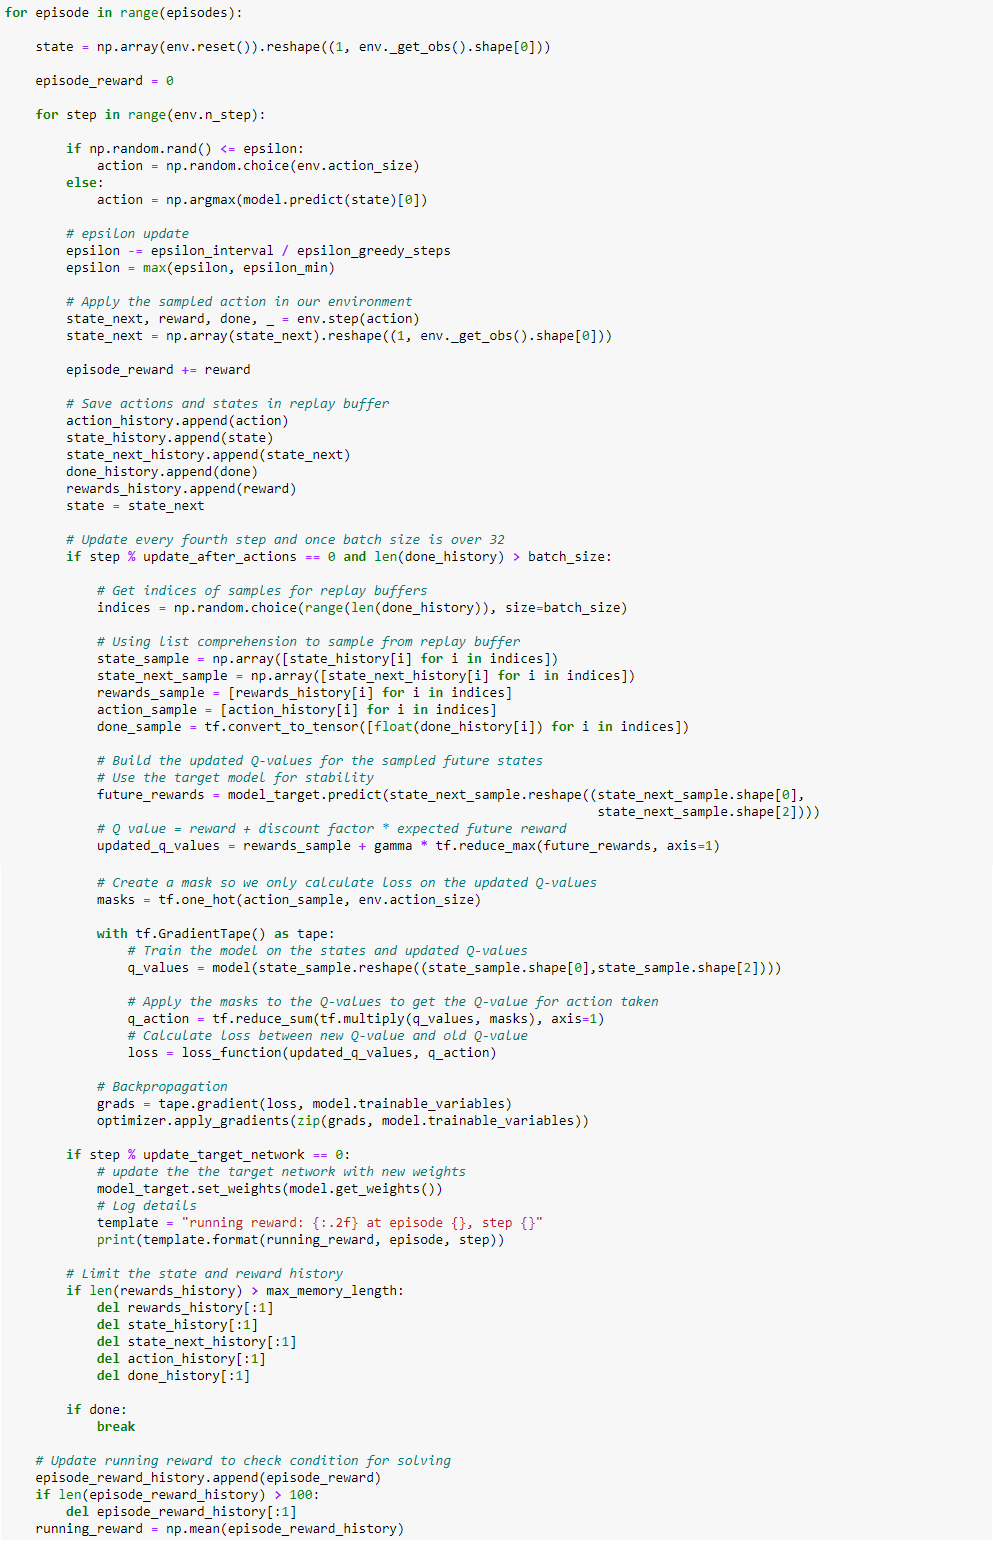 for episode in range(episodes):
state = np.array(env.reset()).reshape((1, env._get_obs().shape[0]))
episode_reward = 0
for step in range(env.n_step):
if np.random.rand() <= epsilon:
action = np.random.choice(env.action_size)
else:
action = np.argmax(model.predict(state)[0])
# epsilon update
epsilon -= epsilon_interval / epsilon_greedy_steps
epsilon = max(epsilon, epsilon_min)
# Apply the sampled action in our environment
state_next, reward, done, _ = env.step(action)
state_next = np.array(state_next).reshape((1, env._get_obs().shape[0]))
episode_reward += reward
# Save actions and states in replay buffer
action_history.append(action)
state_history.append(state)
state_next_history.append(state_next)
done_history.append(done)
rewards_history.append(reward)
state = state_next
# Update every fourth step and once batch size is over 32
if step % update_after_actions == 0 and len(done_history) > batch_size:
# Get indices of samples for replay buffers
indices = np.random.choice(range(len(done_history)), size=batch_size)
# Using list comprehension to sample from replay buffer
state_sample = np.array([state_history[i] for i in indices])
state_next_sample = np.array([state_next_history[i] for i in indices])
rewards_sample = [rewards_history[i] for i in indices]
action_sample = [action_history[i] for i in indices]
done_sample = tf.convert_to_tensor([float(done_history[i]) for i in indices])
# Build the updated Q-values for the sampled future states
# Use the target model for stability
future_rewards = model_target.predict(state_next_sample.reshape((state_next_sample.shape[0],
state_next_sample.shape[2])))
# Q value = reward + discount factor * expected future reward
updated_q_values = rewards_sample + gamma * tf.reduce_max(future_rewards, axis=1)
# Create a mask so we only calculate loss on the updated Q-values
masks = tf.one_hot(action_sample, env.action_size)
with tf.GradientTape() as tape:
# Train the model on the states and updated Q-values
q_values = model(state_sample.reshape((state_sample.shape[0],state_sample.shape[2])))
# Apply the masks to the Q-values to get the Q-value for action taken
q_action = tf.reduce_sum(tf.multiply(q_values, masks), axis=1)
# Calculate loss between new Q-value and old Q-value
loss = loss_function(updated_q_values, q_action)
# Backpropagation
grads = tape.gradient(loss, model.trainable_variables)
optimizer.apply_gradients(zip(grads, model.trainable_variables))
if step % update_target_network == 0:
# update the the target network with new weights
model_target.set_weights(model.get_weights())
# Log details
template = "running reward: {:.2f} at episode {}, step {}"
print(template.format(running_reward, episode, step))
# Limit the state and reward history
if len(rewards_history) > max_memory_length:
del rewards_history[:1]
del state_history[:1]
del state_next_history[:1]
del action_history[:1]
del done_history[:1]
if done:
break
# Update running reward to check condition for solving
episode_reward_history.append(episode_reward)
if len(episode_reward_history) > 100:
del episode_reward_history[:1]
running_reward = np.mean(episode_reward_history)